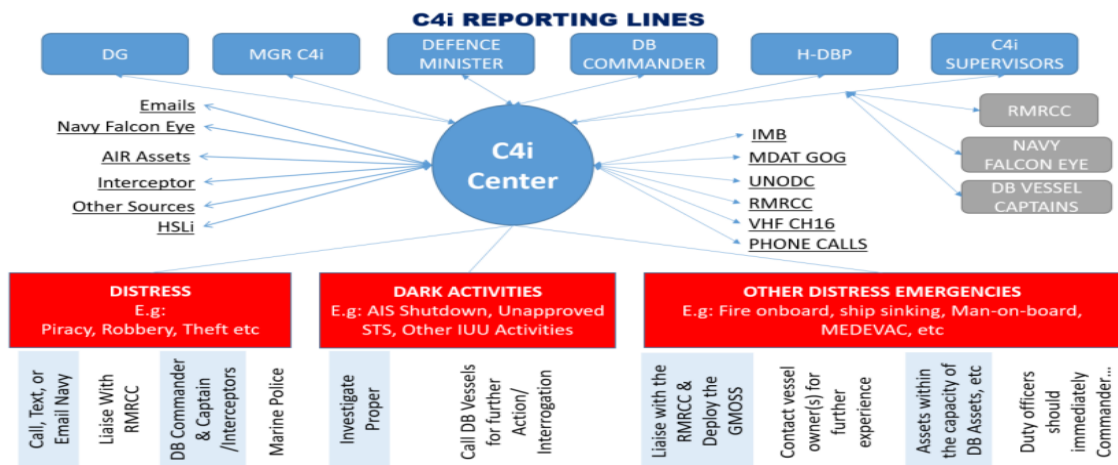 C4i REPORTING LINES
DG
MGR C4i
DEFENCE
MINISTER
DB
COMMANDER
H-DBP
C4i
SUPERVISORS
Emails
Navy Falcon Eye
AIR Assets
Interceptor
Other Sources
HSLi
C4i
Center
IMB
MDAT GOG
UNODC
RMRCC
VHF CH16
PHONE CALLS
RMRCC
NAVY
FALCON EYE
DB VESSEL
CAPTAINS
DISTRESS
E.g:
Piracy, Robbery, Theft etc
DARK ACTIVITIES
E.g: AIS Shutdown, Unapproved
STS, Other IUU Activities
OTHER DISTRESS EMERGENCIES
E.g: Fire onboard, ship sinking, Man-on-board,
MEDEVAC, etc
Call, Text, or
Email Navy
Liaise With
RMRCC
DB Commander
& Captain
/Interceptors
Marine Police
Investigate
Proper
Call DB Vessels
for further
Action/
Interrogation
Liaise with the
RMRCC &
Deploy the
GMOSS
Contact vessel
owner(s) for
further
experience
Assets within
the capacity of
DB Assets, etc
Duty officers
should
immediately
Commander...